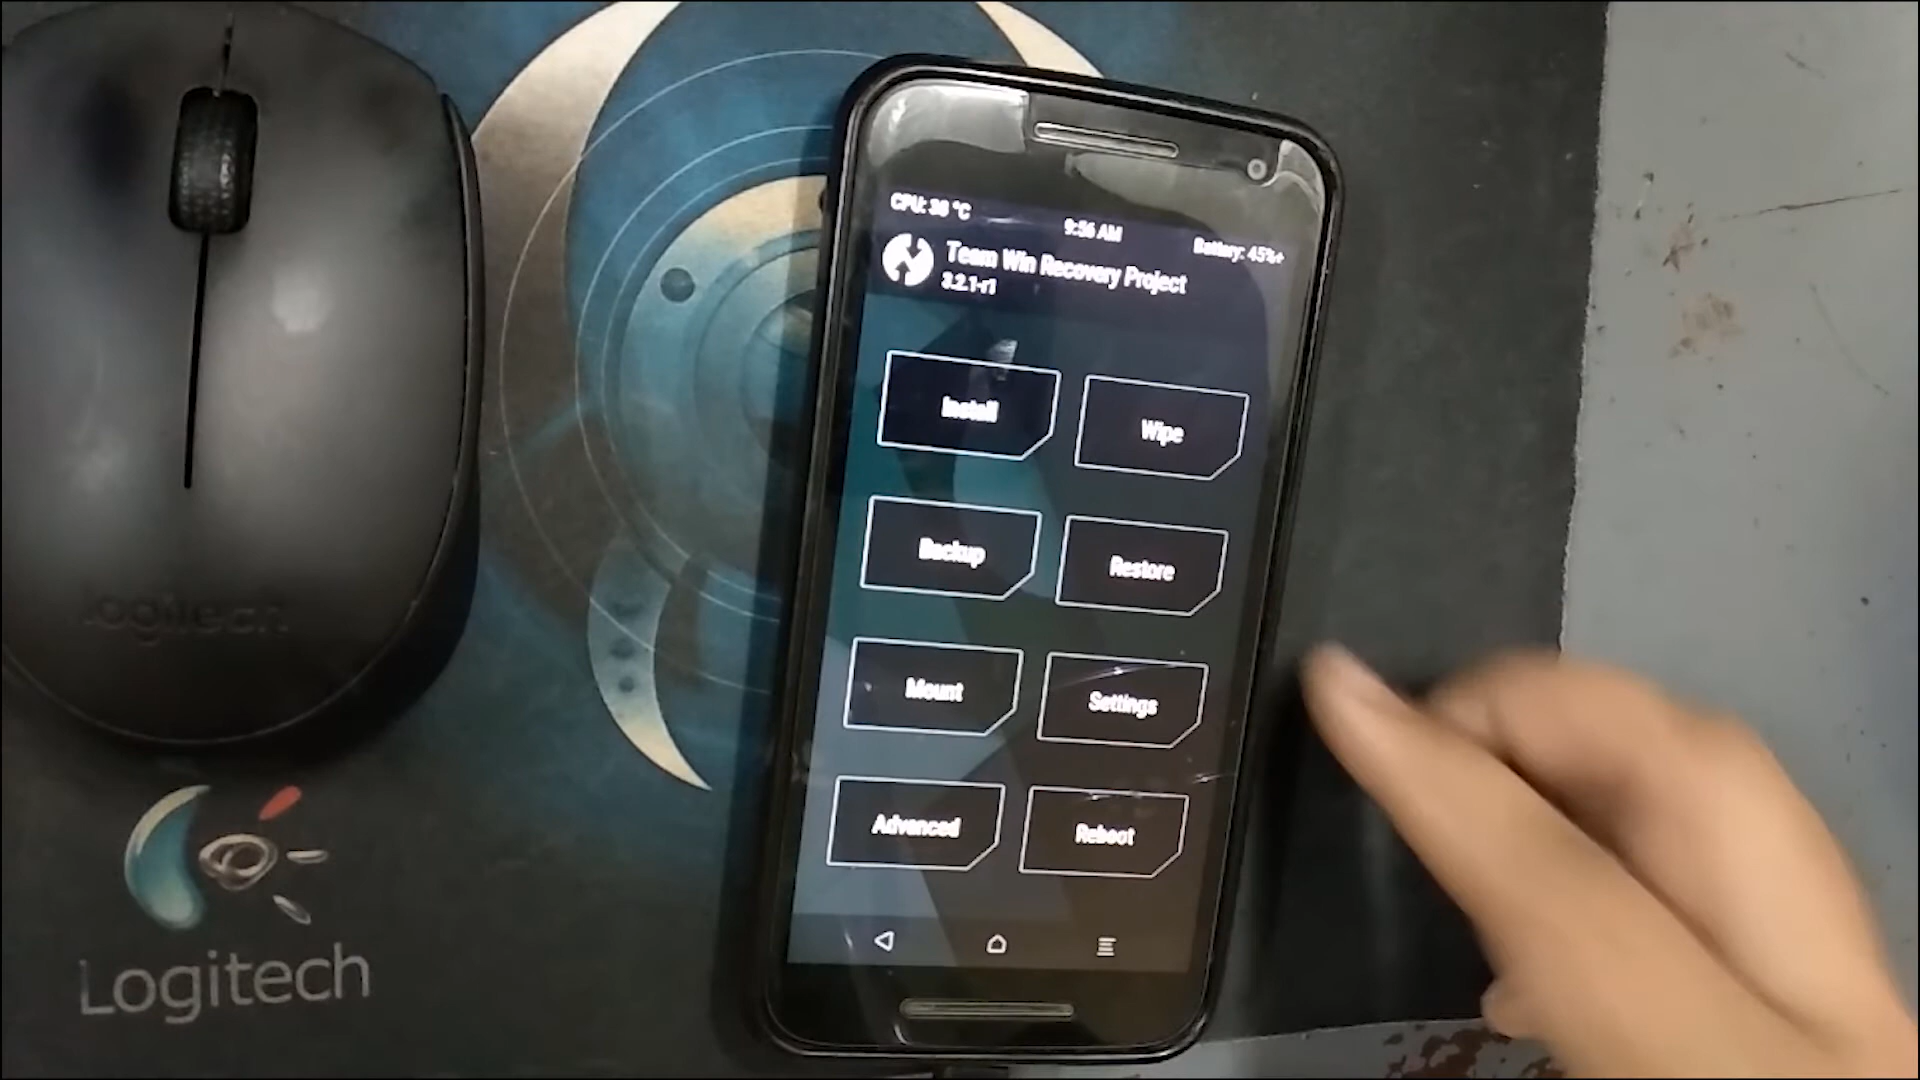 CPU: 38 °C
9:56 AM
Battery: 45%+
Team Win Recovery Project
3.2.1-r1
Install
Wipe
Backup
Restore
Mount
Settings
Advanced
Reboot
logitech
Logitech